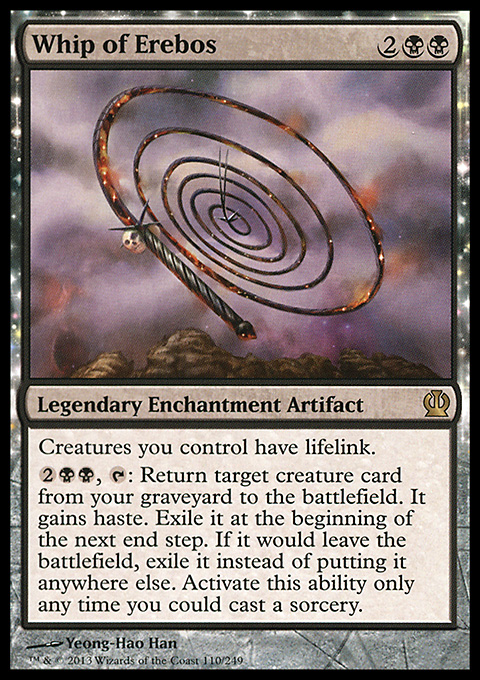 Whip of Erebos 2
Legendary Enchantment Artifact
Creatures you control have lifelink.
2, : Return target creature card
from your graveyard to the battlefield. It
gains haste. Exile it at the beginning of
the next end step. If it would leave the
battlefield, exile it instead of putting it
anywhere else. Activate this ability only
any time you could cast a sorcery.
Yeong-Hao Han
™ & © 2013 Wizards of the Coast 110/249